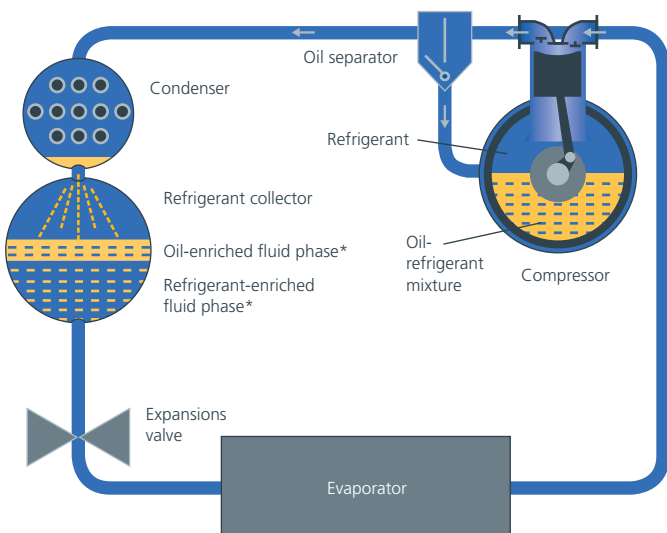 Oil separator
Condenser
Refrigerant
Refrigerant collector
Oil-enriched fluid phase*
Oil-
refrigerant
mixture
Compressor
Refrigerant-enriched
fluid phase*
Expansions
valve
Evaporator